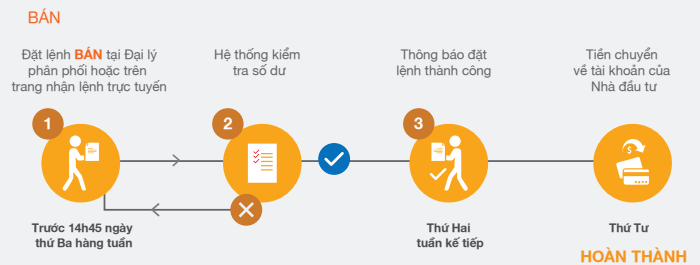 BÁN
Đặt lệnh BÁN tại Đại lý
phân phối hoặc trên
trang nhận lệnh trực tuyến
Hệ thống kiểm
tra số dư
Thông báo đặt
lệnh thành công
Tiền chuyển
về tài khoản của
Nhà đầu tư
1
2
3
$
Trước 14h45 ngày
thứ Ba hàng tuần
Thứ Hai
tuần kế tiếp
Thứ Tư
HOÀN THÀNH